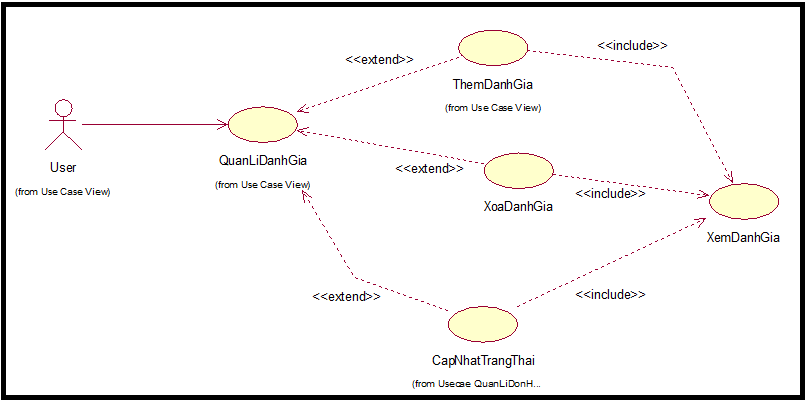 <<extend>>
<<include>>
ThemDanhGia
(from Use Case View)
User
(from Use Case View)
QuanLiDanhGia
(from Use Case View)
<<extend>>
<<include>>
XoaDanhGia
XemDanhGia
<<extend>>
<<include>>
CapNhatTrangThai
(from Usecae QuanLiDonH...